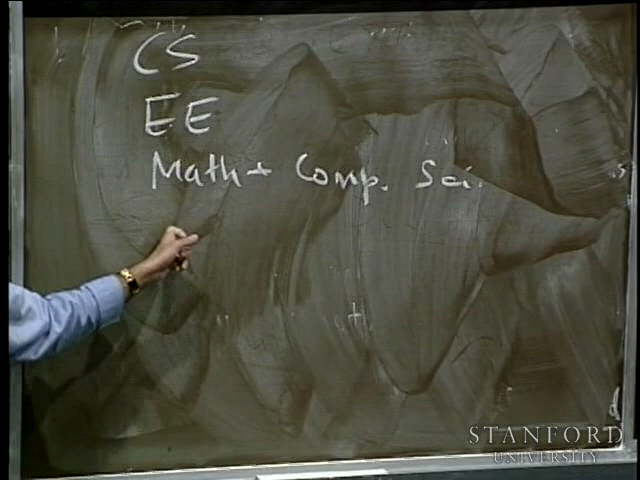 CS
EE
Math + Comp. Sci.
STANFORD
UNIVERSITY